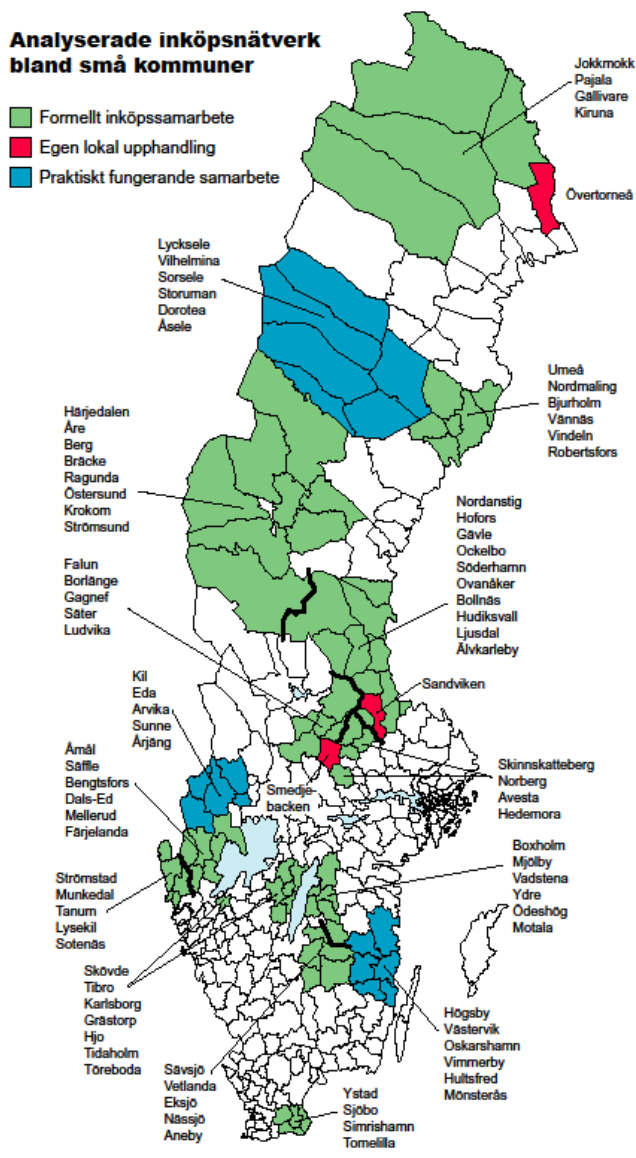 Analyserade inköpsnätverk
bland små kommuner
Formellt inköpssamarbete
Egen lokal upphandling
Praktiskt fungerande samarbete
Jokkmokk
Pajala
Gällivare
Kiruna
Övertorneå
Lycksele
Vilhelmina
Sorsele
Storuman
Dorotea
Åsele
Umeå
Nordmaling
Bjurholm
Vännäs
Vindeln
Robertsfors
Härjedalen
Åre
Berg
Bräcke
Ragunda
Östersund
Krokom
Strömsund
Nordanstig
Hofors
Gävle
Ockelbo
Söderhamn
Ovanåker
Bollnäs
Hudiksvall
Ljusdal
Älvkarleby
Falun
Borlänge
Gagnef
Säter
Ludvika
Sandviken
Kil
Eda
Arvika
Sunne
Årjäng
Skinnskatteberg
Norberg
Avesta
Hedemora
Smedje-
backen
Åmål
Säffle
Bengtsfors
Dals-Ed
Mellerud
Färjelanda
Boxholm
Mjölby
Vadstena
Ydre
Ödeshög
Motala
Strömstad
Munkedal
Tanum
Lysekil
Sotenäs
Skövde
Tibro
Karlsborg
Grästorp
Hjo
Tidaholm
Töreboda
Högsby
Västervik
Oskarshamn
Vimmerby
Hultsfred
Mönsterås
Sävsjö
Vetlanda
Eksjö
Nässjö
Aneby
Ystad
Sjöbo
Simrishamn
Tomelilla